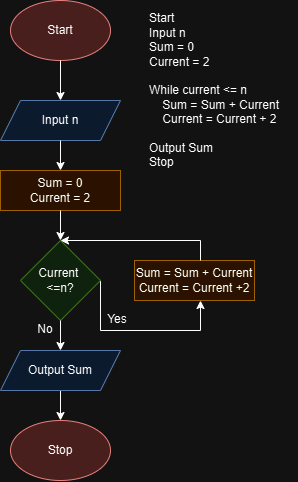 Start
Input n
Sum = 0
Current = 2
Current
<=n?
Sum = Sum + Current
Current = Current +2
Yes
No
Output Sum
Stop
Start
Input n
Sum = 0
Current = 2
While current <= n
Sum = Sum + Current
Current = Current + 2
Output Sum
Stop